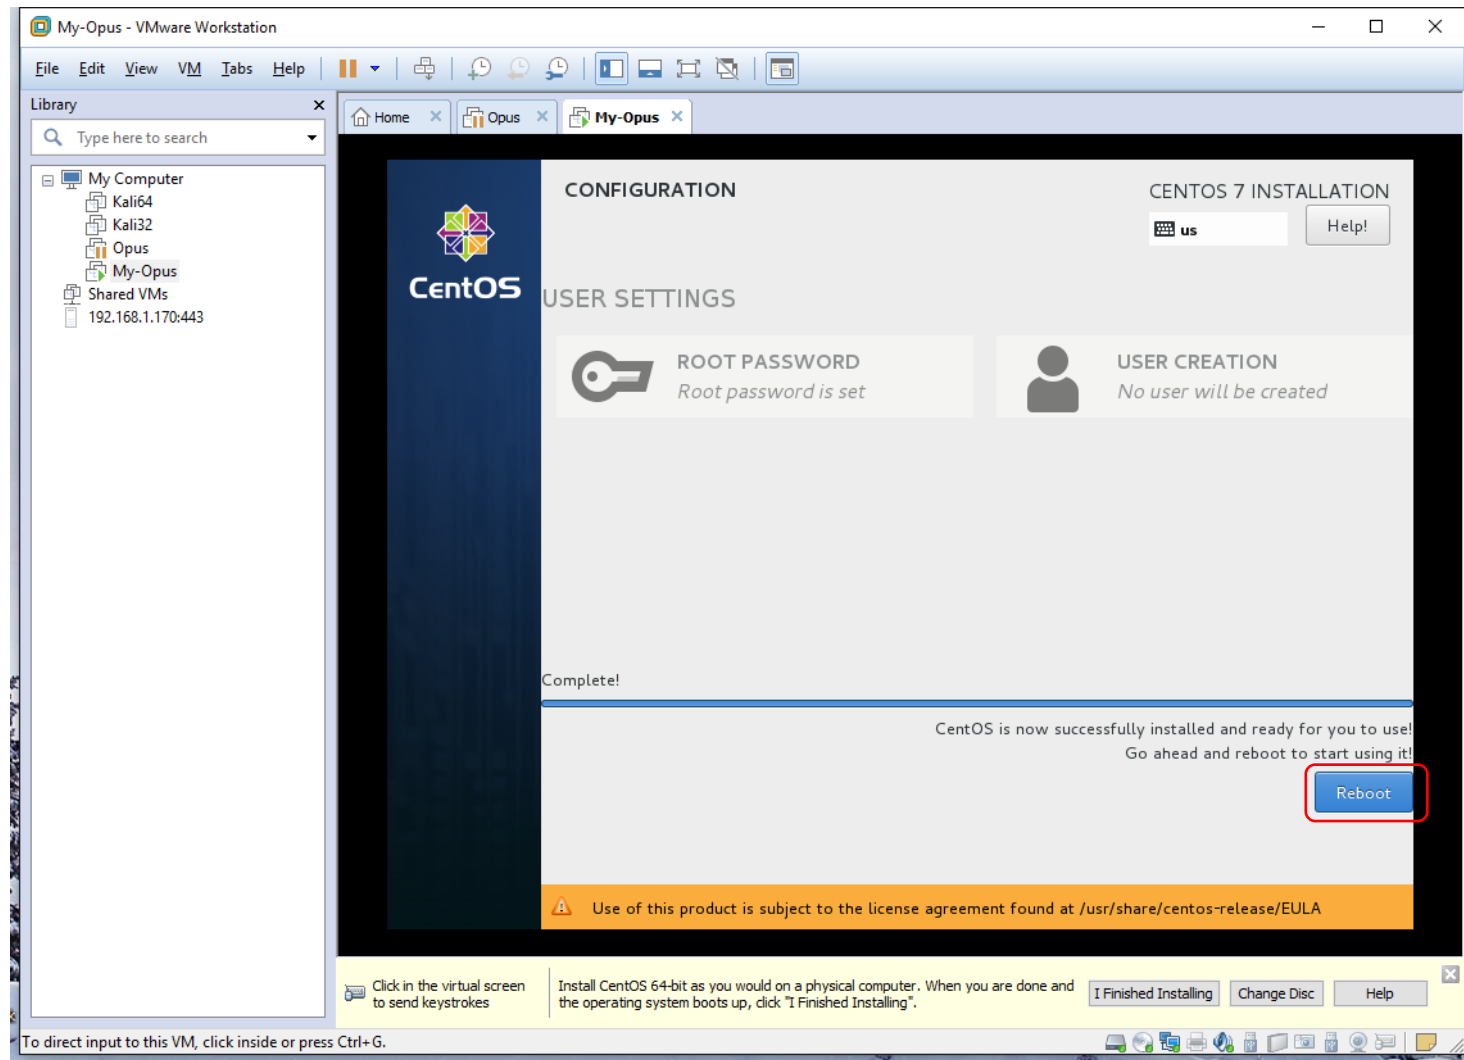 My-Opus - VMware Workstation
File Edit View VM Tabs Help
Library
Type here to search
My Computer
Kali64
Kali32
Opus
My-Opus
Shared VMs
192.168.1.170:443
Home
Opus
My-Opus
CentOS
CONFIGURATION
CENTOS 7 INSTALLATION
us
Help!
USER SETTINGS
ROOT PASSWORD
Root password is set
USER CREATION
No user will be created
Complete!
CentOS is now successfully installed and ready for you to use!
Go ahead and reboot to start using it!
Reboot
Use of this product is subject to the license agreement found at /usr/share/centos-release/EULA
Click in the virtual screen
to send keystrokes
Install CentOS 64-bit as you would on a physical computer. When you are done and
the operating system boots up, click "I Finished Installing".
I Finished Installing
Change Disc
Help
To direct input to this VM, click inside or press Ctrl+G.